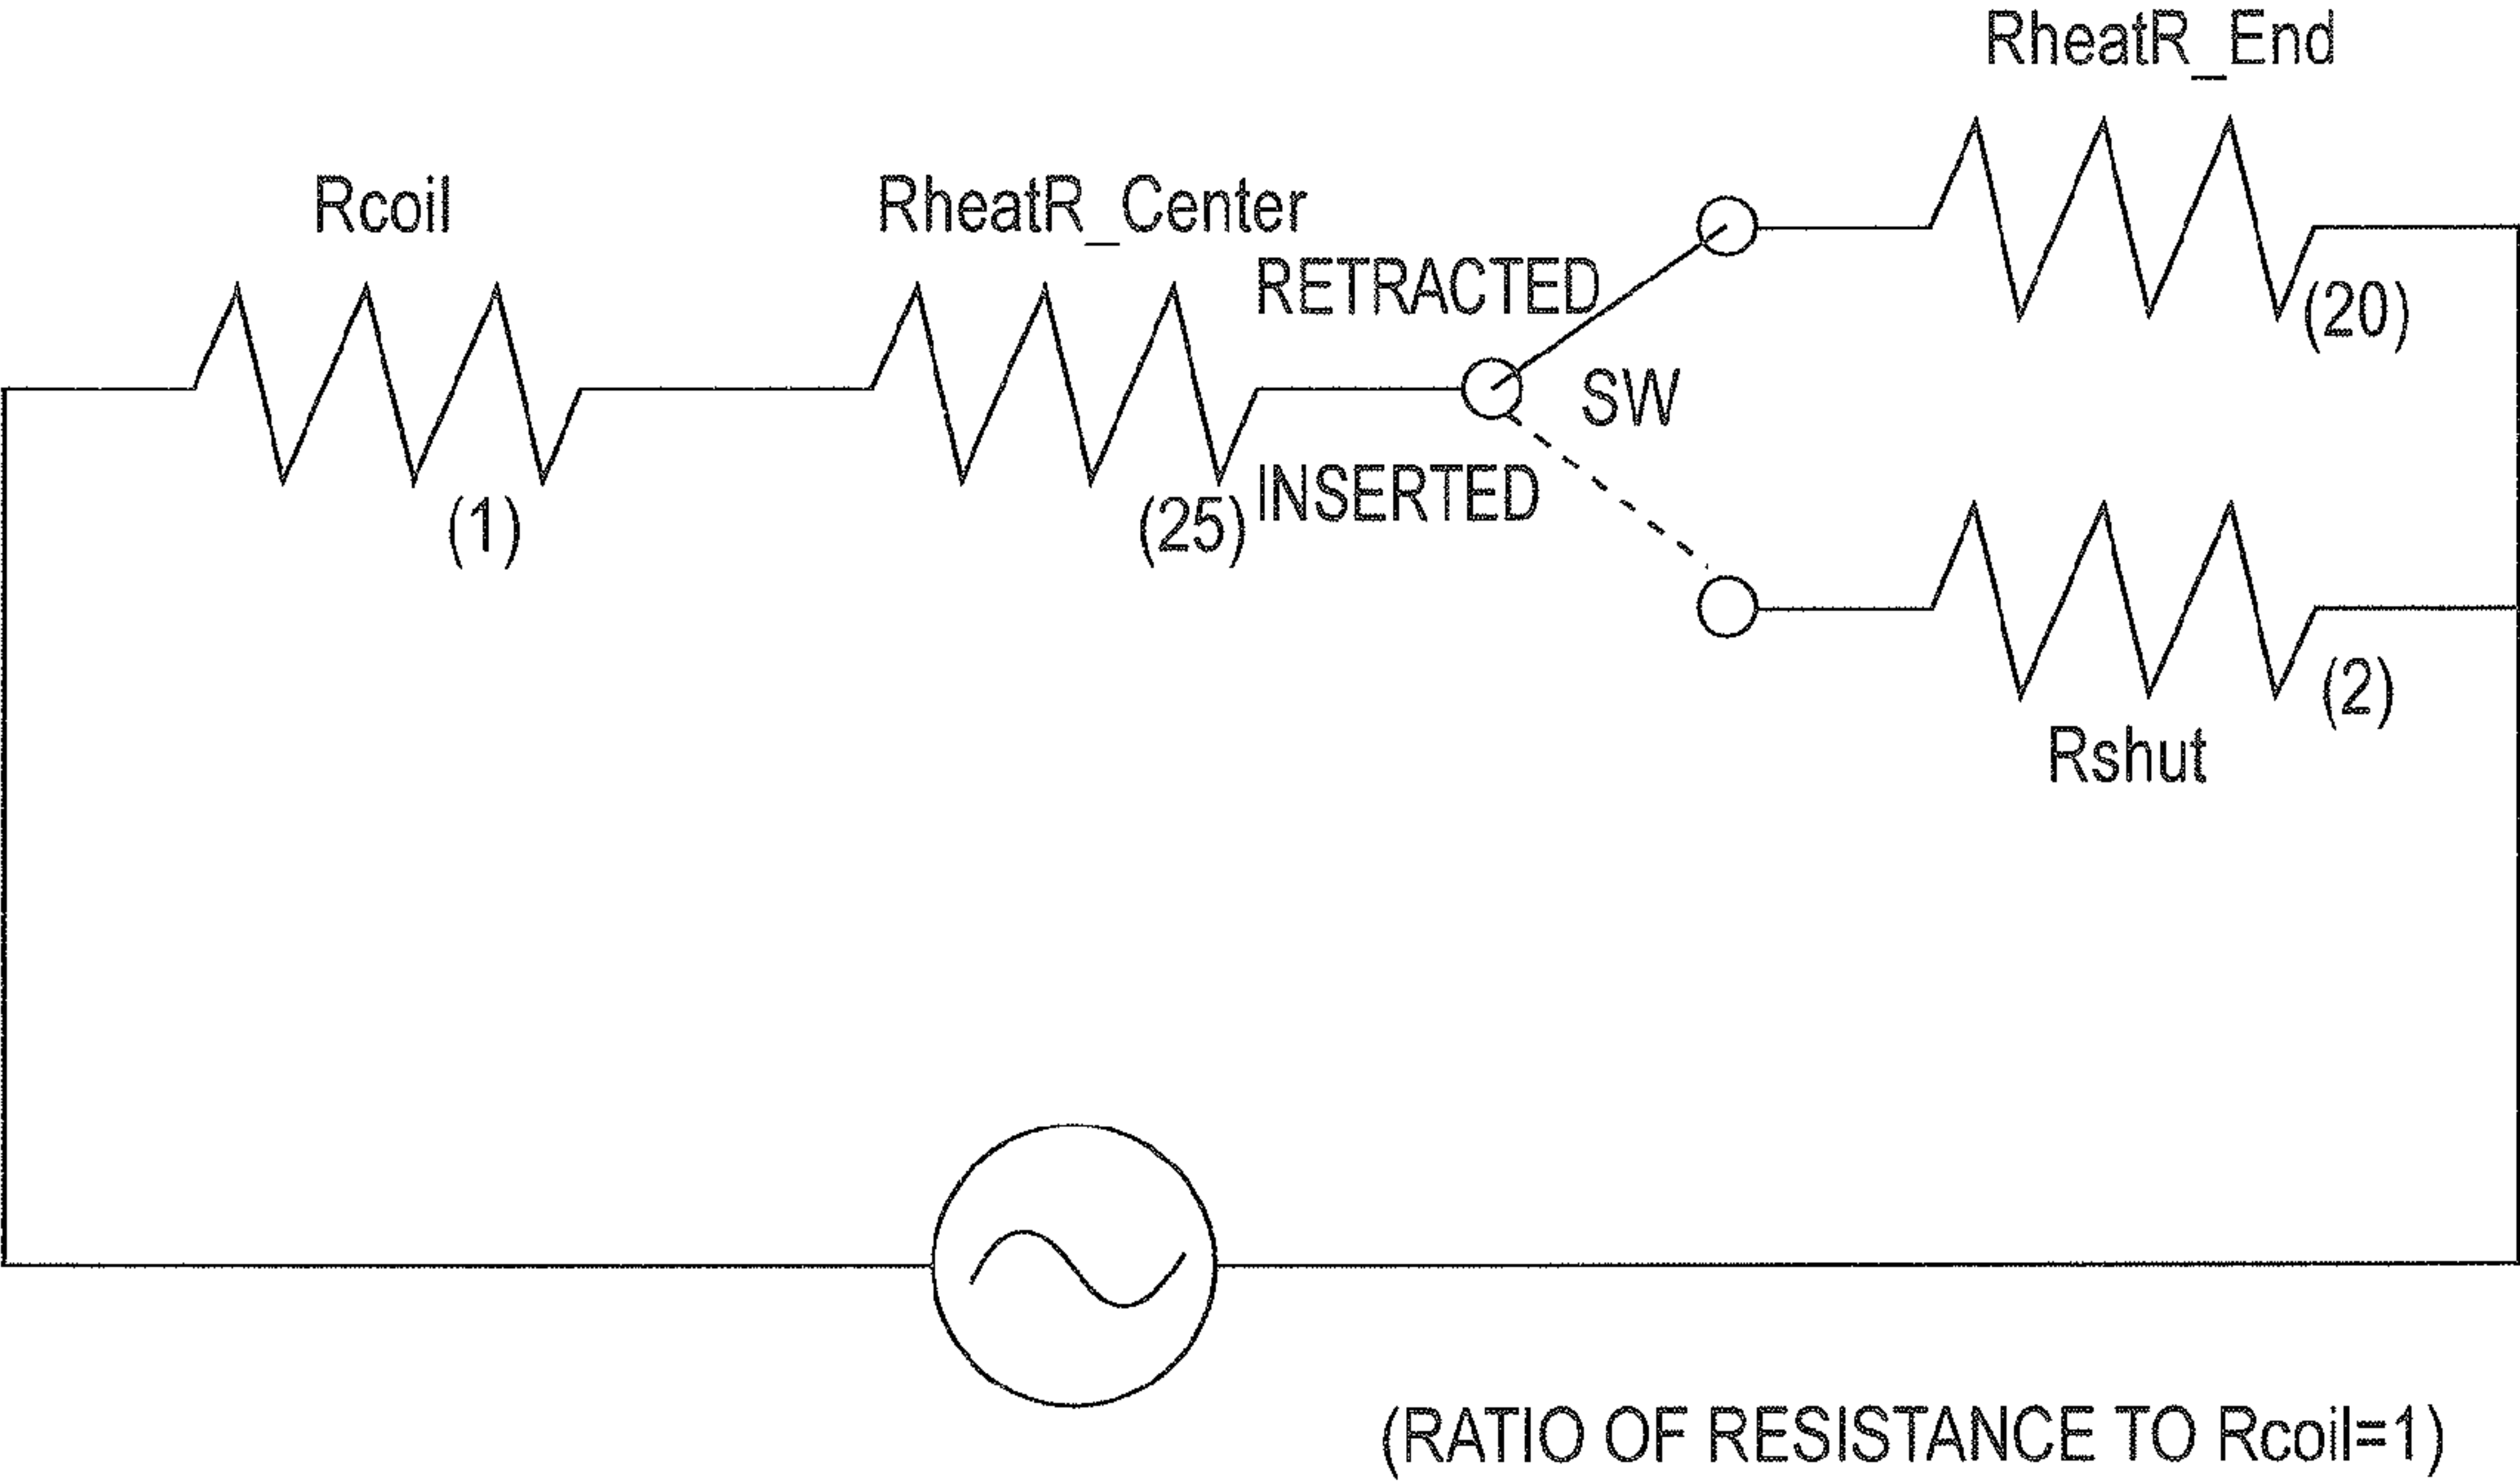 RheatR_End
Rcoil
RheatR_Center
RETRACTED
(20)
SW
INSERTED
(1)
(25)
(2)
Rshut
(RATIO OF RESISTANCE TO Rcoil=1)